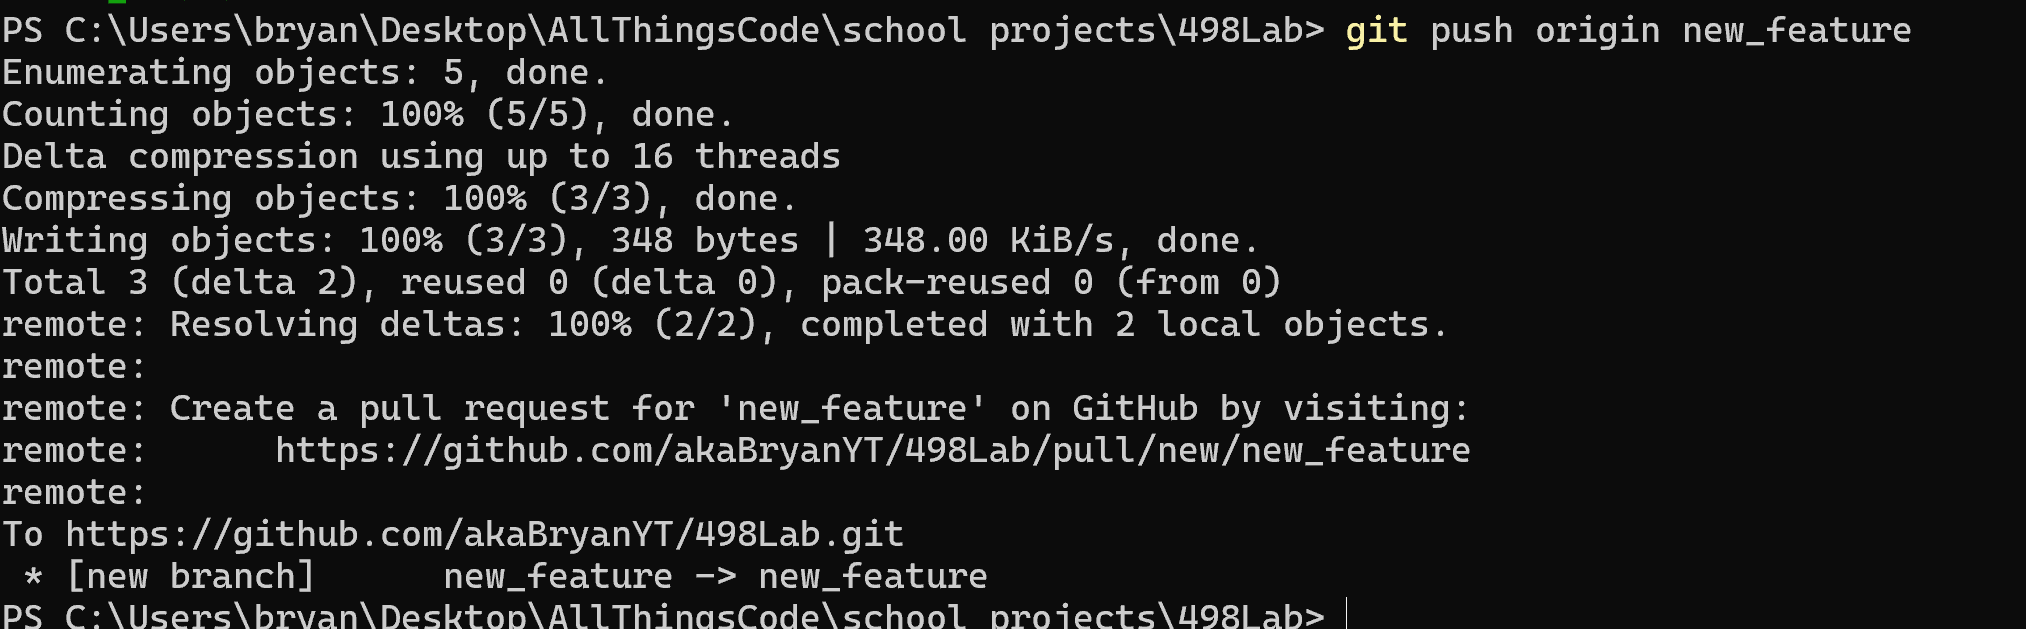 PS C:\Users\bryan\Desktop\AllThingsCode\school projects\498Lab> git push origin new_feature
Enumerating objects: 5, done.
Counting objects: 100% (5/5), done.
Delta compression using up to 16 threads
Compressing objects: 100% (3/3), done.
Writing objects: 100% (3/3), 348 bytes | 348.00 KiB/s, done.
Total 3 (delta 2), reused 0 (delta 0), pack-reused 0 (from 0)
remote: Resolving deltas: 100% (2/2), completed with 2 local objects.
remote:
remote: Create a pull request for 'new_feature' on GitHub by visiting:
remote:      https://github.com/akaBryanYT/498Lab/pull/new/new_feature
remote:
To https://github.com/akaBryanYT/498Lab.git
 * [new branch]      new_feature -> new_feature
PS C:\Users\bryan\Desktop\AllThingsCode\school projects\498Lab>